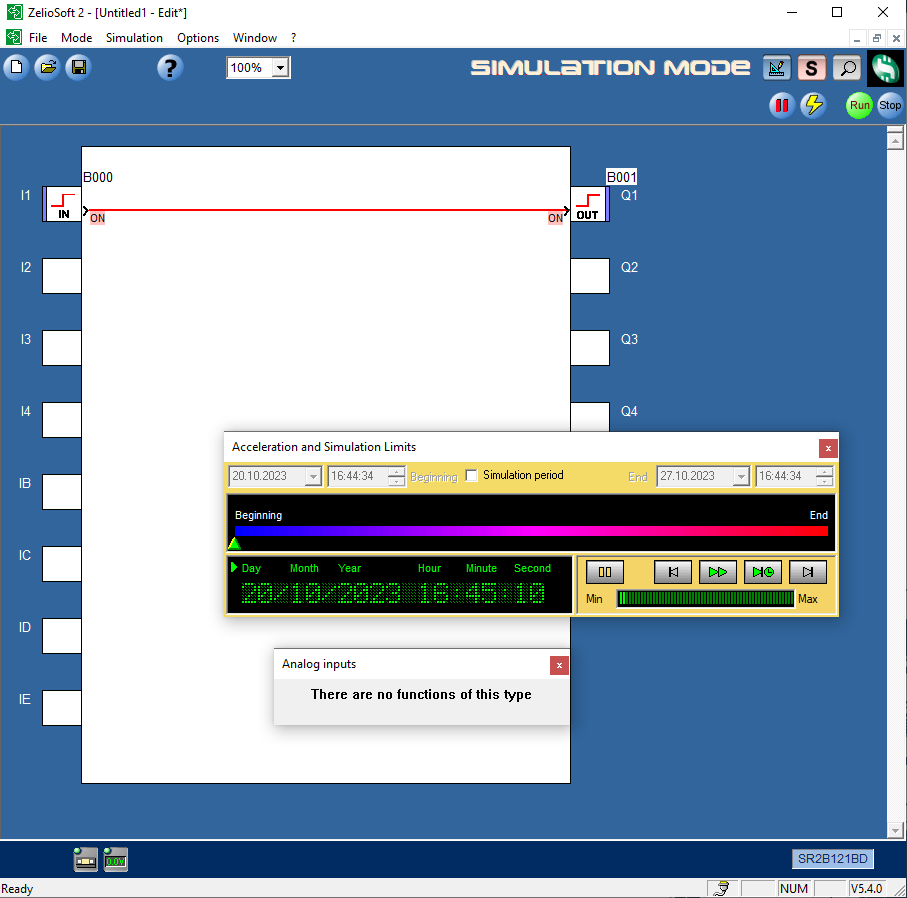 ZelioSoft 2 - [Untitled1 - Edit*]
File Mode Simulation Options Window ?
? 100% SIMULATION MODE S
Run Stop
B000 B001
I1 Q1
IN OUT
ON ON
I2 Q2
I3 Q3
I4 Q4
Acceleration and Simulation Limits
20.10.2023 16:44:34 Beginning Simulation period End 27.10.2023 16:44:34
IB
Beginning End
IC
Day Month Year Hour Minute Second
20/10/2023 16:45:10
Min Max
ID
Analog inputs
There are no functions of this type
IE
0.0V SR2B121BD
Ready NUM V5.4.0